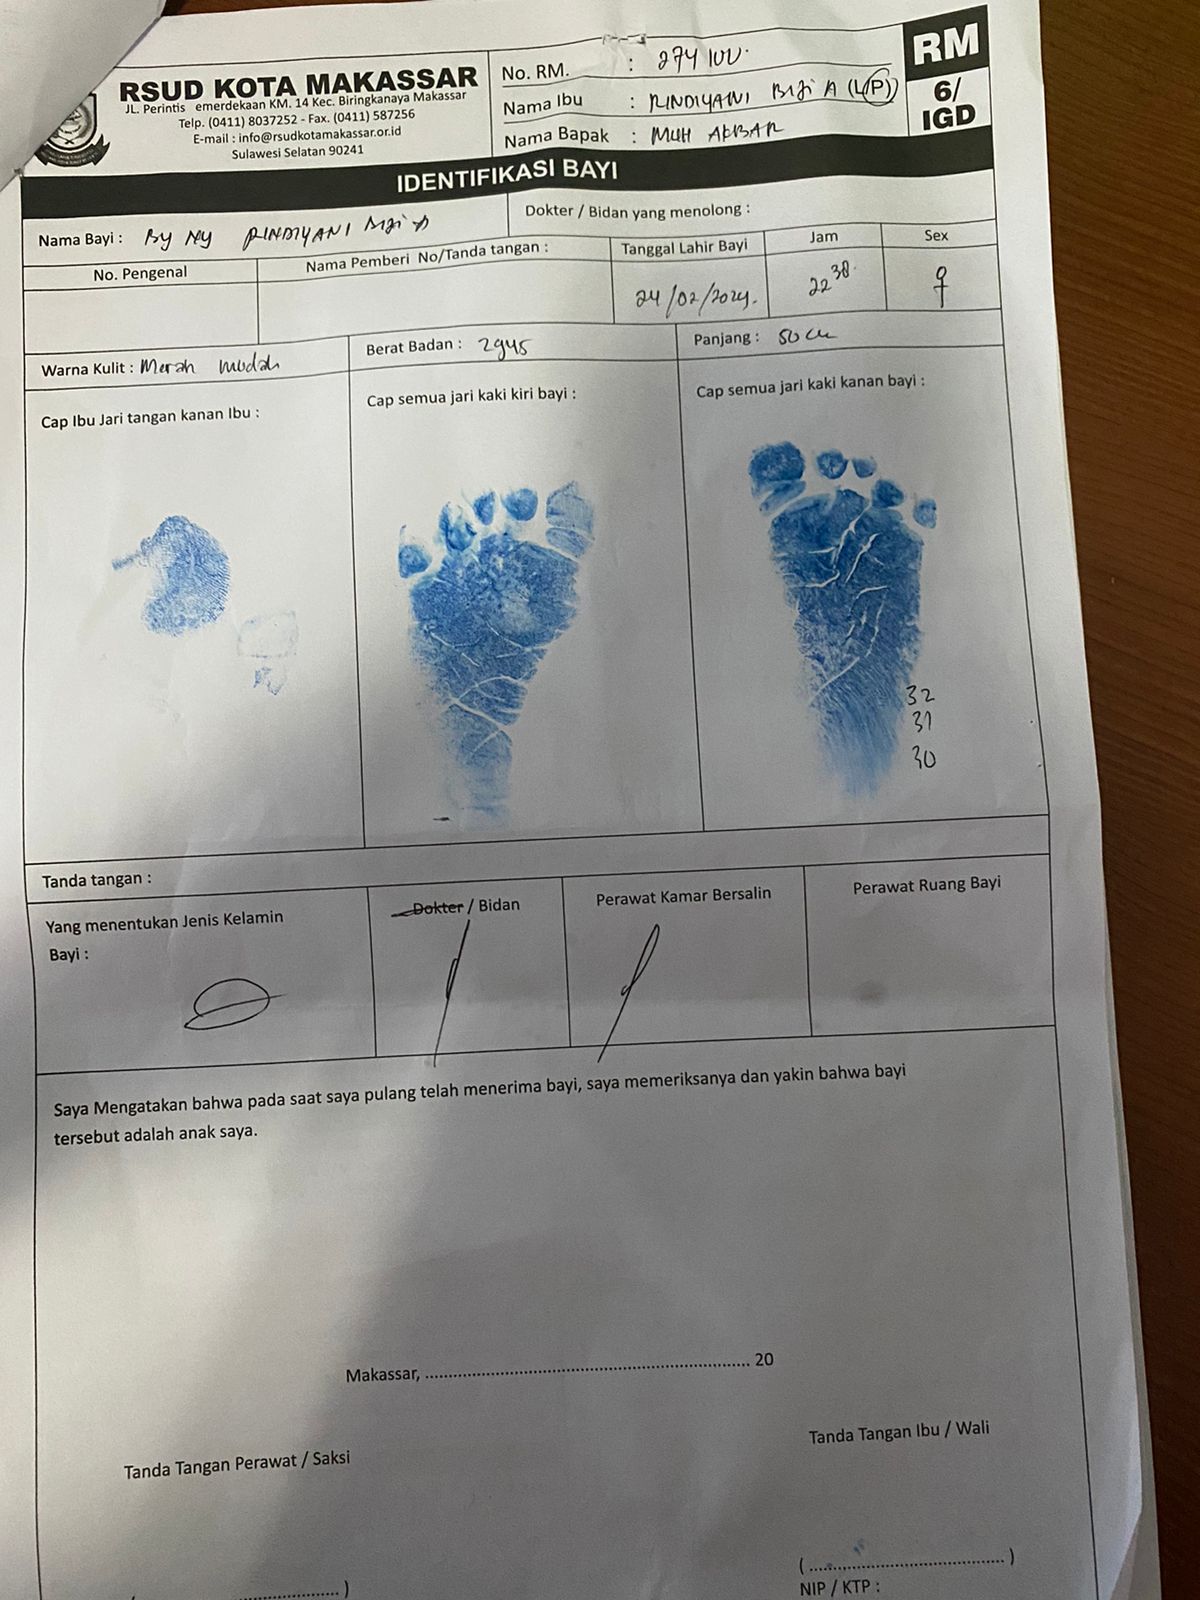 RSUD KOTA MAKASSAR
JL. Perintis emerdekaan KM. 14 Kec. Biringkanaya Makassar
Telp. (0411) 8037252 - Fax. (0411) 587256
E-mail : info@rsudkotamakassar.or.id
Sulawesi Selatan 90241
No. RM. :
Nama Ibu : RINDIYANI A (L/P)
Nama Bapak : MUH AKBAR
RM
6/
IGD
IDENTIFIKASI BAYI
Nama Bayi : By Ny RINDIYANI
Dokter / Bidan yang menolong :
No. Pengenal
Nama Pemberi No/Tanda tangan :
Tanggal Lahir Bayi
Jam
Sex
24/02/2024.
22 38
♀
Warna Kulit : Merah mudah
Berat Badan : 2945
Panjang : 50 cm
Cap Ibu Jari tangan kanan Ibu :
Cap semua jari kaki kiri bayi :
Cap semua jari kaki kanan bayi :
32
31
30
Tanda tangan :
Yang menentukan Jenis Kelamin
Bayi :
Dokter / Bidan
Perawat Kamar Bersalin
Perawat Ruang Bayi
Saya Mengatakan bahwa pada saat saya pulang telah menerima bayi, saya memeriksanya dan yakin bahwa bayi
tersebut adalah anak saya.
Makassar, .................................................................... 20
Tanda Tangan Perawat / Saksi
Tanda Tangan Ibu / Wali
( .......................................... )
NIP / KTP :